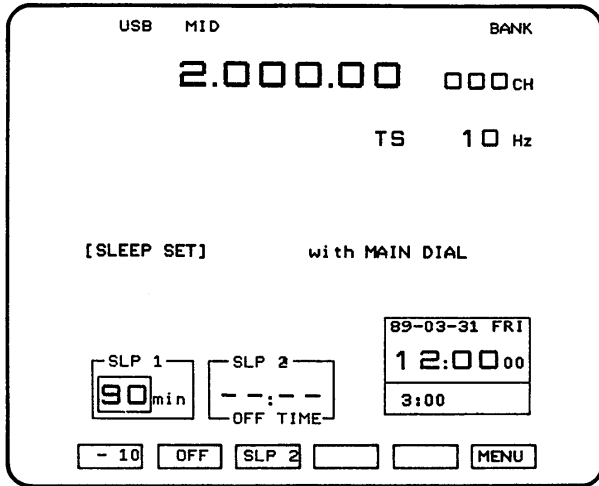 USB MID BANK
2.000.00 000CH
TS 10 Hz
[SLEEP SET] with MAIN DIAL
89-03-31 FRI
12:00 00
3:00
SLP 1
90 min
SLP 2
--:--
OFF TIME
- 10 OFF SLP 2 MENU